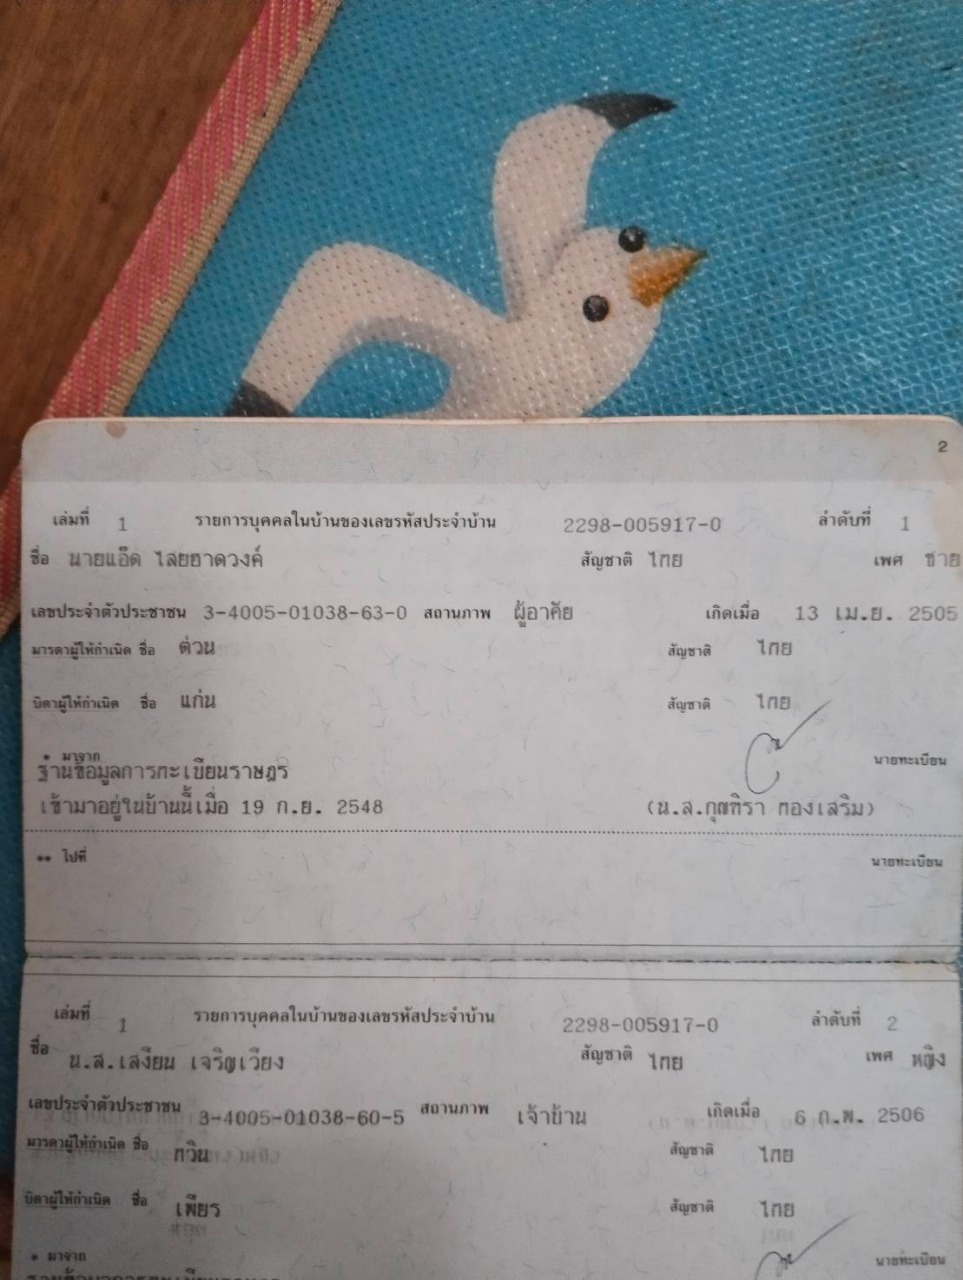 2
เล่มที่ 1 รายการบุคคลในบ้านของเลขรหัสประจำบ้าน 2298-005917-0 ลำดับที่ 1
ชื่อ นายแอ๊ด ไลยฮาดวงค์ สัญชาติ ไทย เพศ ชาย
เลขประจำตัวประชาชน 3-4005-01038-63-0 สถานภาพ ผู้อาศัย เกิดเมื่อ 13 เม.ย. 2505
มารดาผู้ให้กำเนิด ชื่อ ต่วน สัญชาติ ไทย
บิดาผู้ให้กำเนิด ชื่อ แก่น สัญชาติ ไทย
* มาจาก นายทะเบียน
ฐานข้อมูลการทะเบียนราษฎร
เข้ามาอยู่ในบ้านนี้เมื่อ 19 ก.ย. 2548 (น.ส.กุณฑิรา ทองเสริม)
** ไปที่ นายทะเบียน
เล่มที่ 1 รายการบุคคลในบ้านของเลขรหัสประจำบ้าน 2298-005917-0 ลำดับที่ 2
ชื่อ น.ส.เสงี่ยน เจริญเวียง สัญชาติ ไทย เพศ หญิง
เลขประจำตัวประชาชน 3-4005-01038-60-5 สถานภาพ เจ้าบ้าน เกิดเมื่อ 6 ก.พ. 2506
มารดาผู้ให้กำเนิด ชื่อ ทวิน สัญชาติ ไทย
บิดาผู้ให้กำเนิด ชื่อ เพียร สัญชาติ ไทย
* มาจาก นายทะเบียน